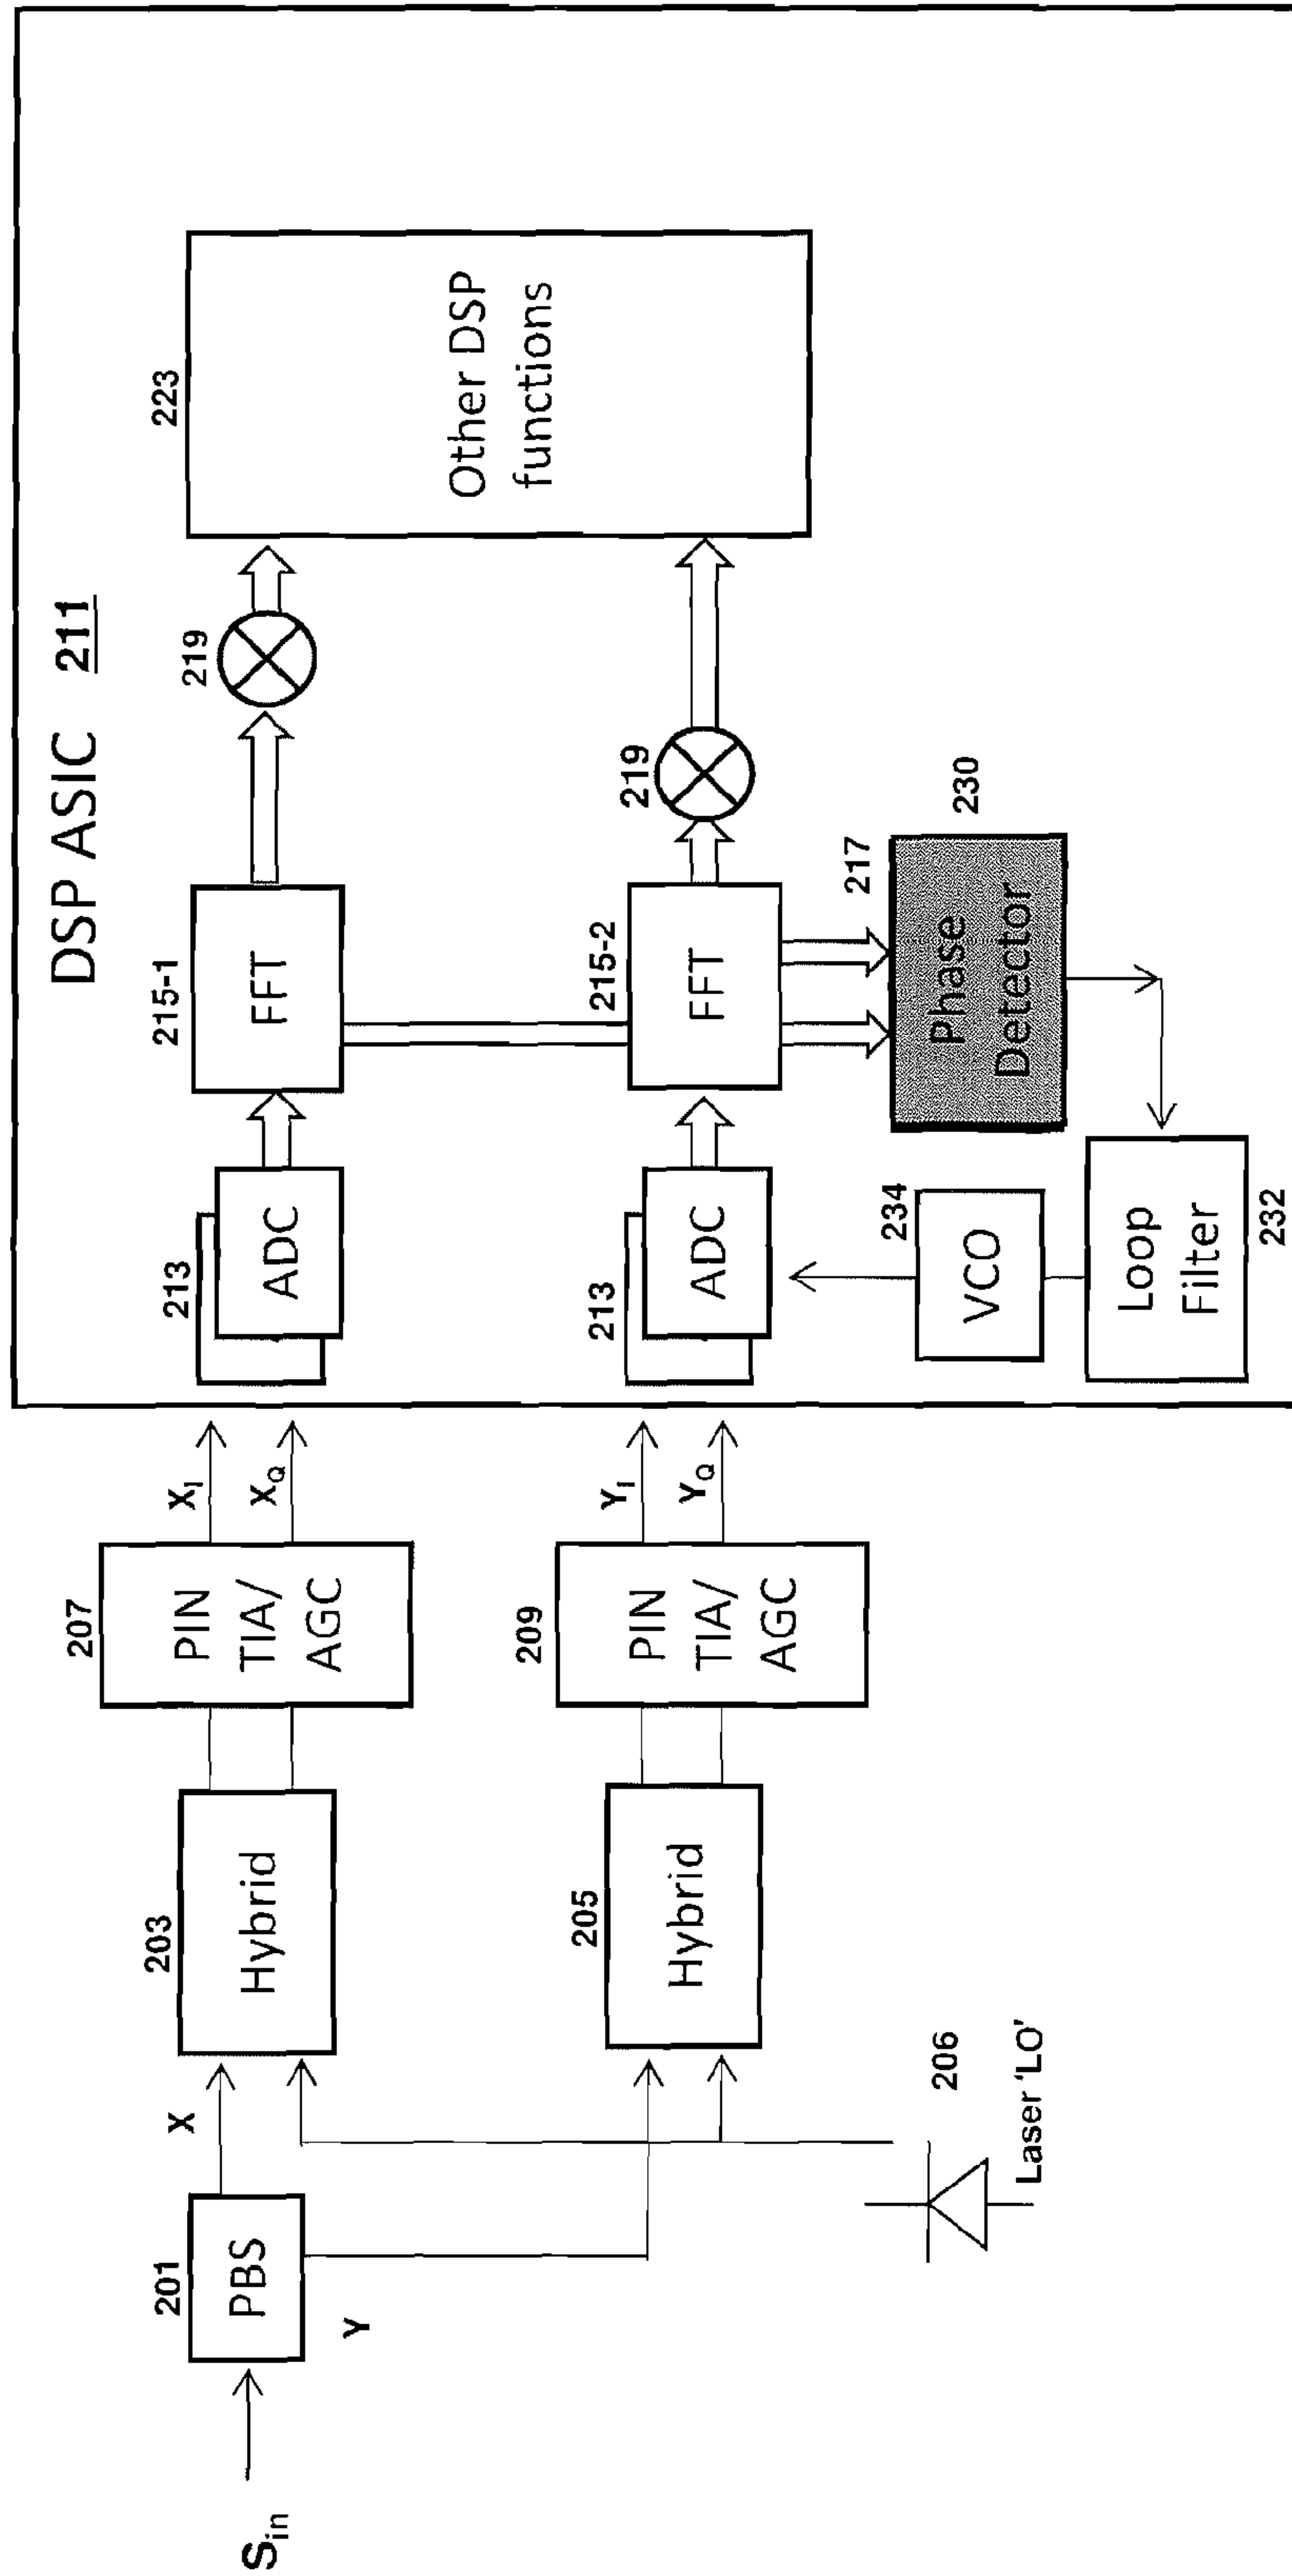 DSP ASIC 211
S_in
201
PBS
X
Y
203
Hybrid
205
Hybrid
206
Laser 'LO'
207
PIN
TIA/
AGC
209
PIN
TIA/
AGC
X_I
X_Q
Y_I
Y_Q
213
ADC
213
ADC
215-1
FFT
215-2
FFT
219
219
223
Other DSP
functions
217
Phase
Detector
230
234
VCO
Loop
Filter
232